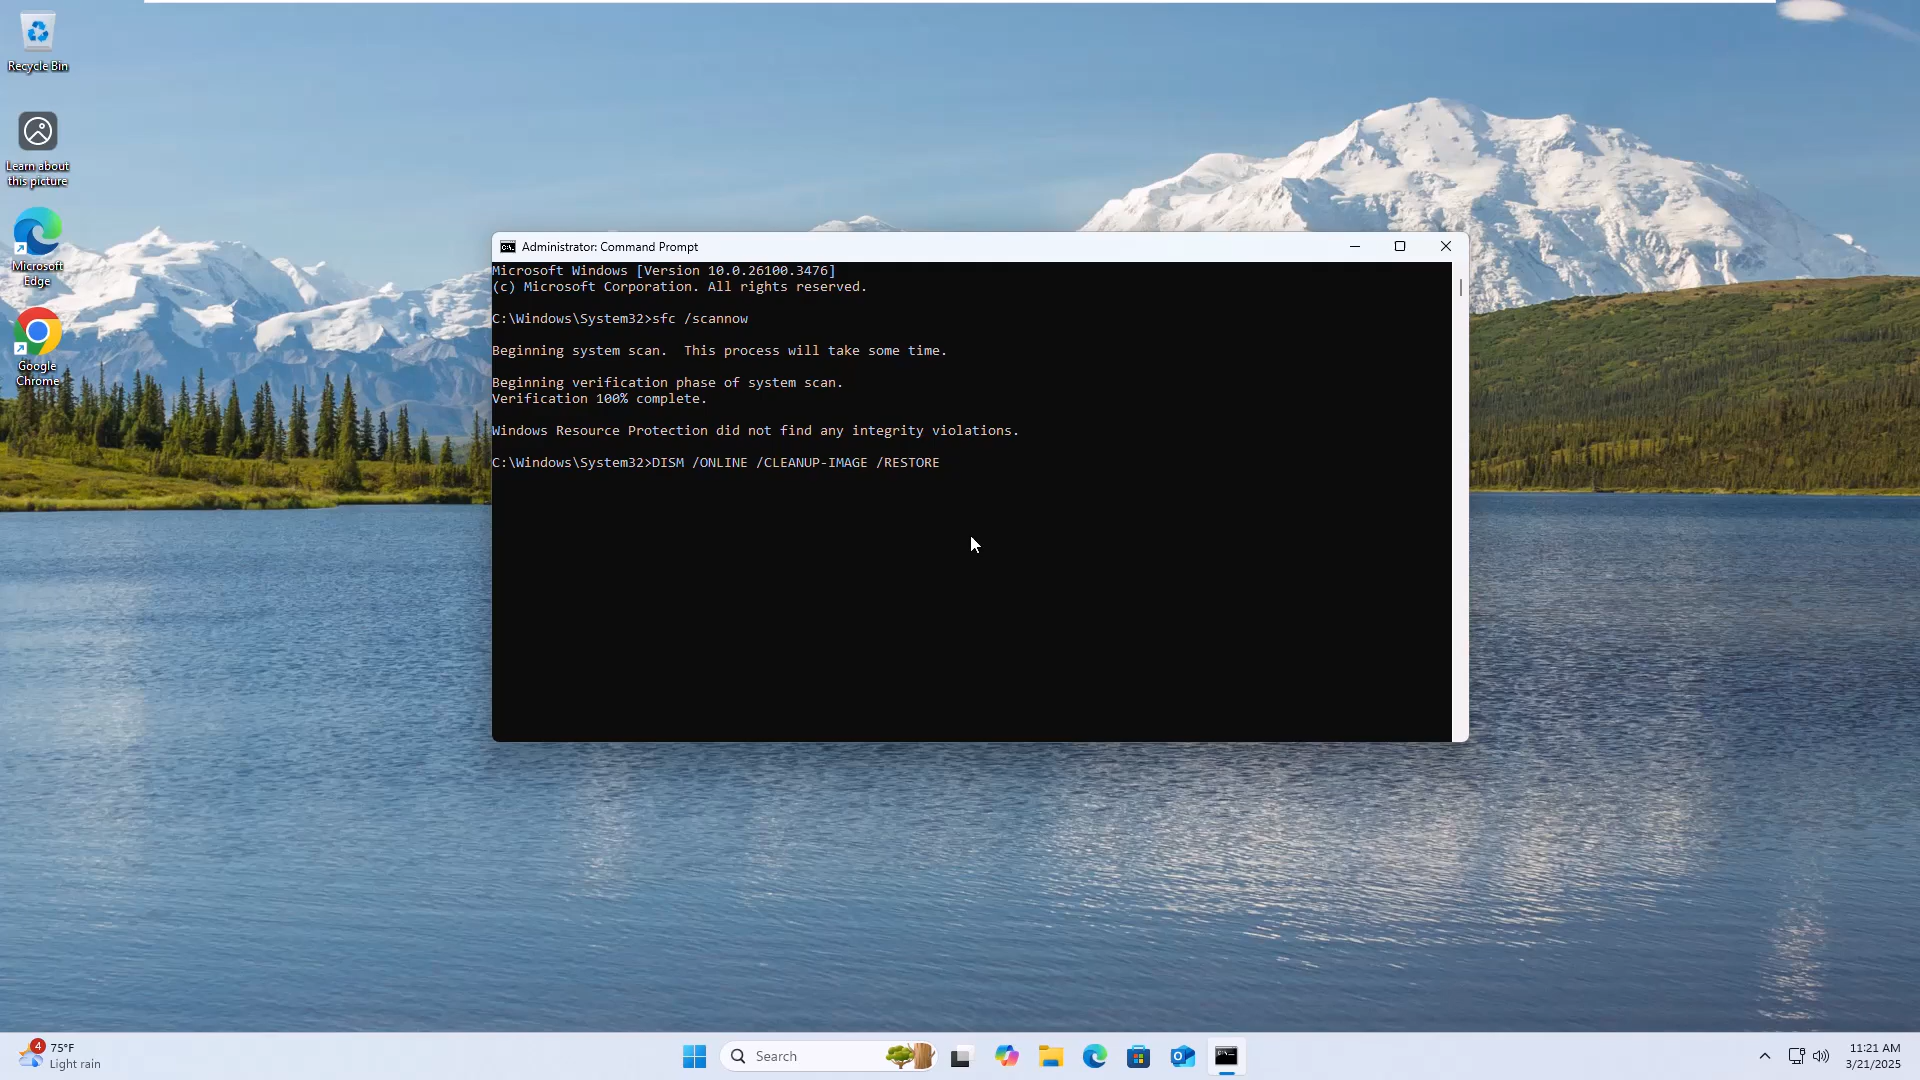 Recycle Bin
Learn about
this picture
Microsoft
Edge
Google
Chrome
Administrator: Command Prompt
Microsoft Windows [Version 10.0.26100.3476]
(c) Microsoft Corporation. All rights reserved.
C:\Windows\System32>sfc /scannow
Beginning system scan.  This process will take some time.
Beginning verification phase of system scan.
Verification 100% complete.
Windows Resource Protection did not find any integrity violations.
C:\Windows\System32>DISM /ONLINE /CLEANUP-IMAGE /RESTORE
4
75°F
Light rain
Search
11:21 AM
3/21/2025